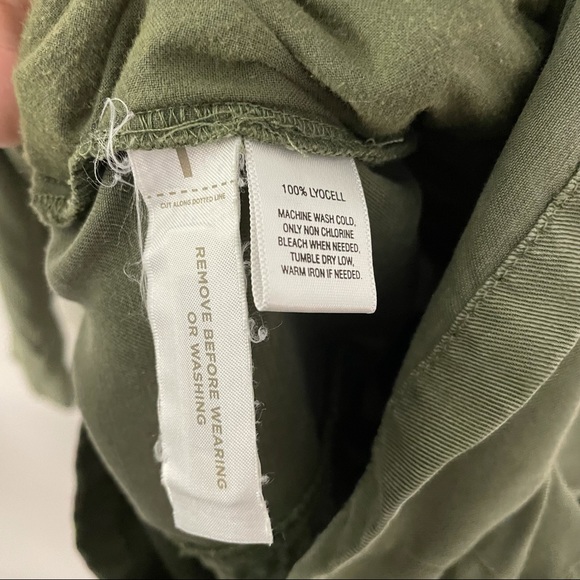 CUT ALONG DOTTED LINE
REMOVE BEFORE WEARING
OR WASHING
100% LYOCELL
MACHINE WASH COLD,
ONLY NON CHLORINE
BLEACH WHEN NEEDED,
TUMBLE DRY LOW,
WARM IRON IF NEEDED.